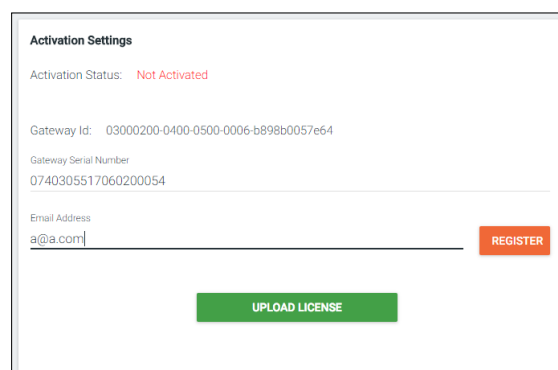 Activation Settings
Activation Status: Not Activated
Gateway Id: 03000200-0400-0500-0006-b898b0057e64
Gateway Serial Number
0740305517060200054
Email Address
a@a.com
REGISTER
UPLOAD LICENSE